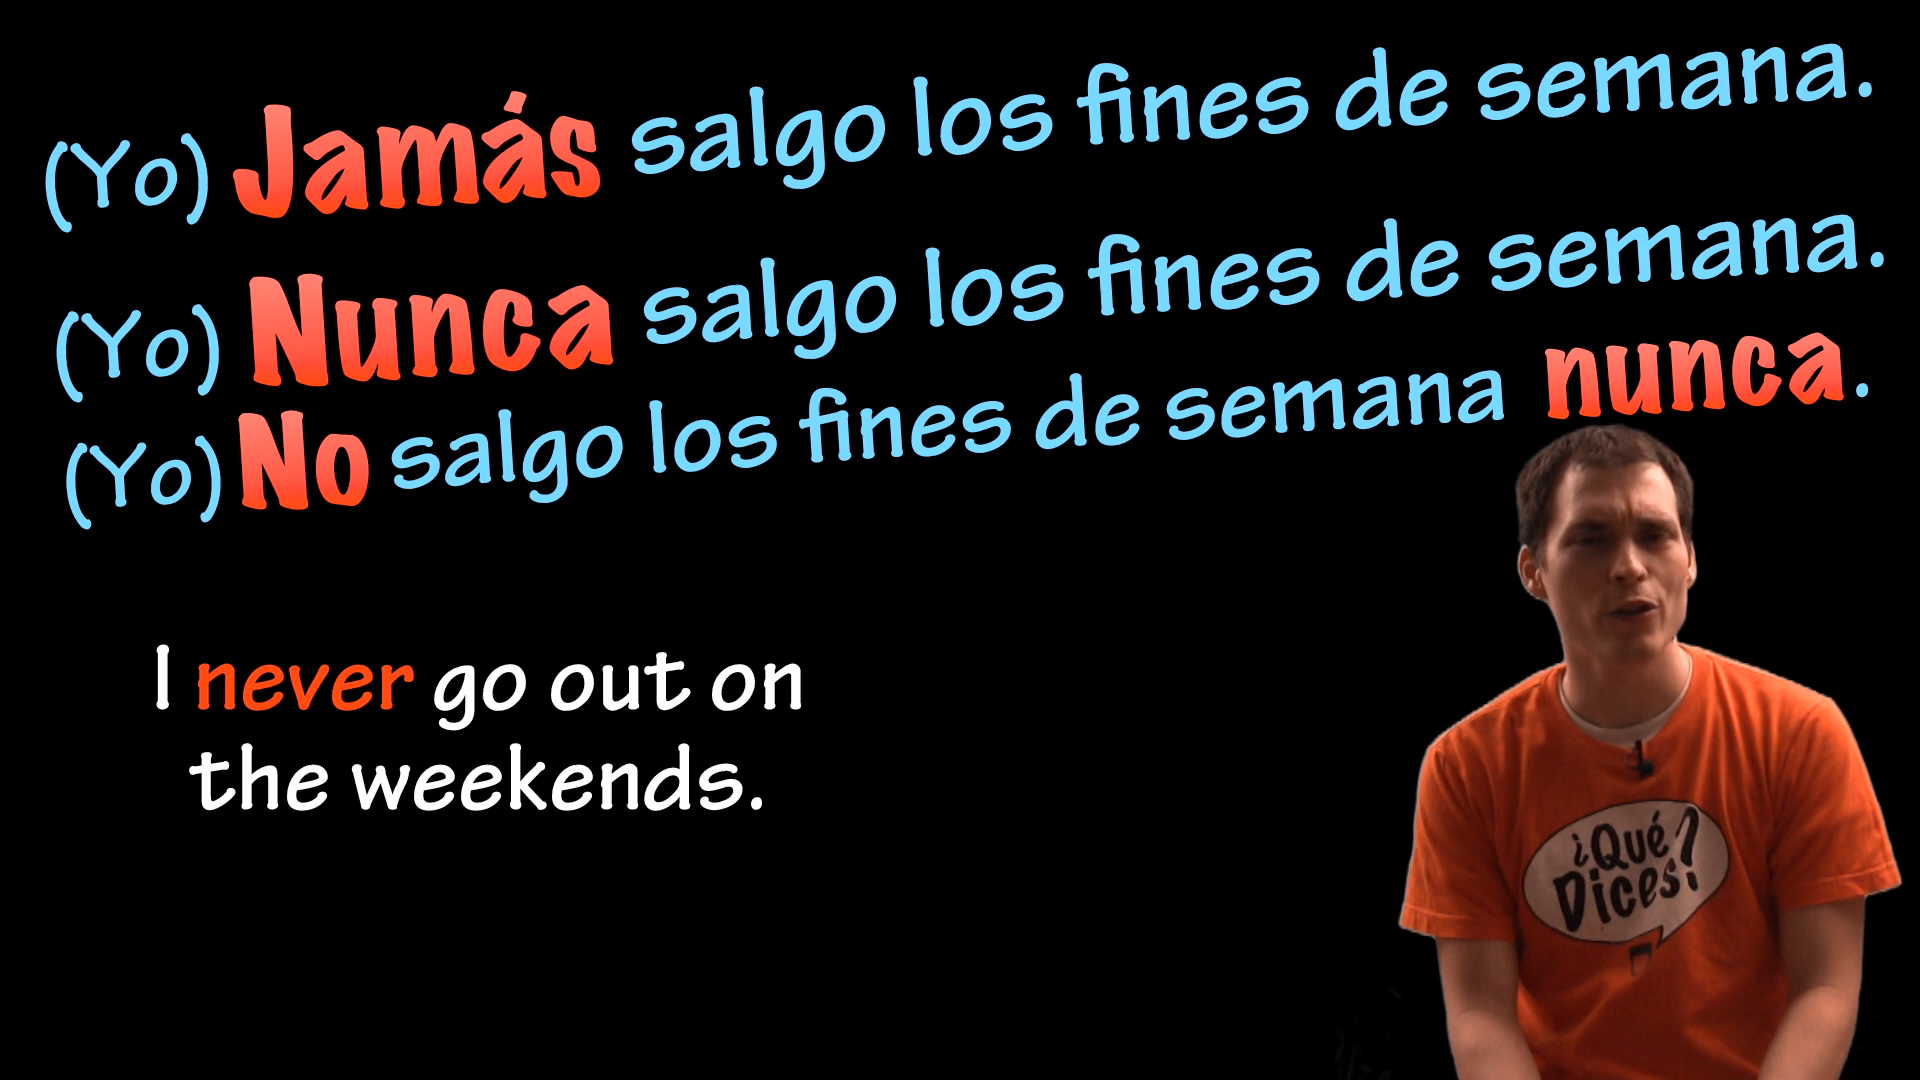 (Yo) Jamás salgo los fines de semana.
(Yo) Nunca salgo los fines de semana.
(Yo) No salgo los fines de semana nunca.
I never go out on
the weekends.
¿Qué
Dices?